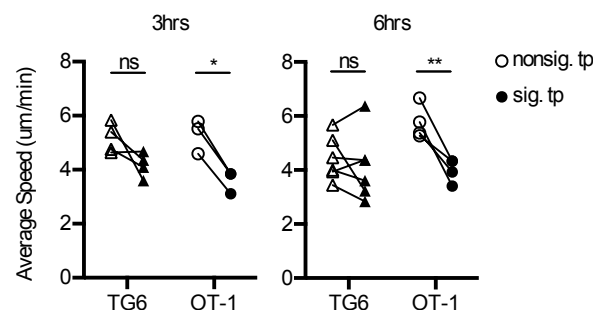 3hrs
6hrs
Average Speed (um/min)
8
6
4
2
0
ns
*
TG6
OT-1
8
6
4
2
0
ns
**
TG6
OT-1
nonsig. tp
sig. tp